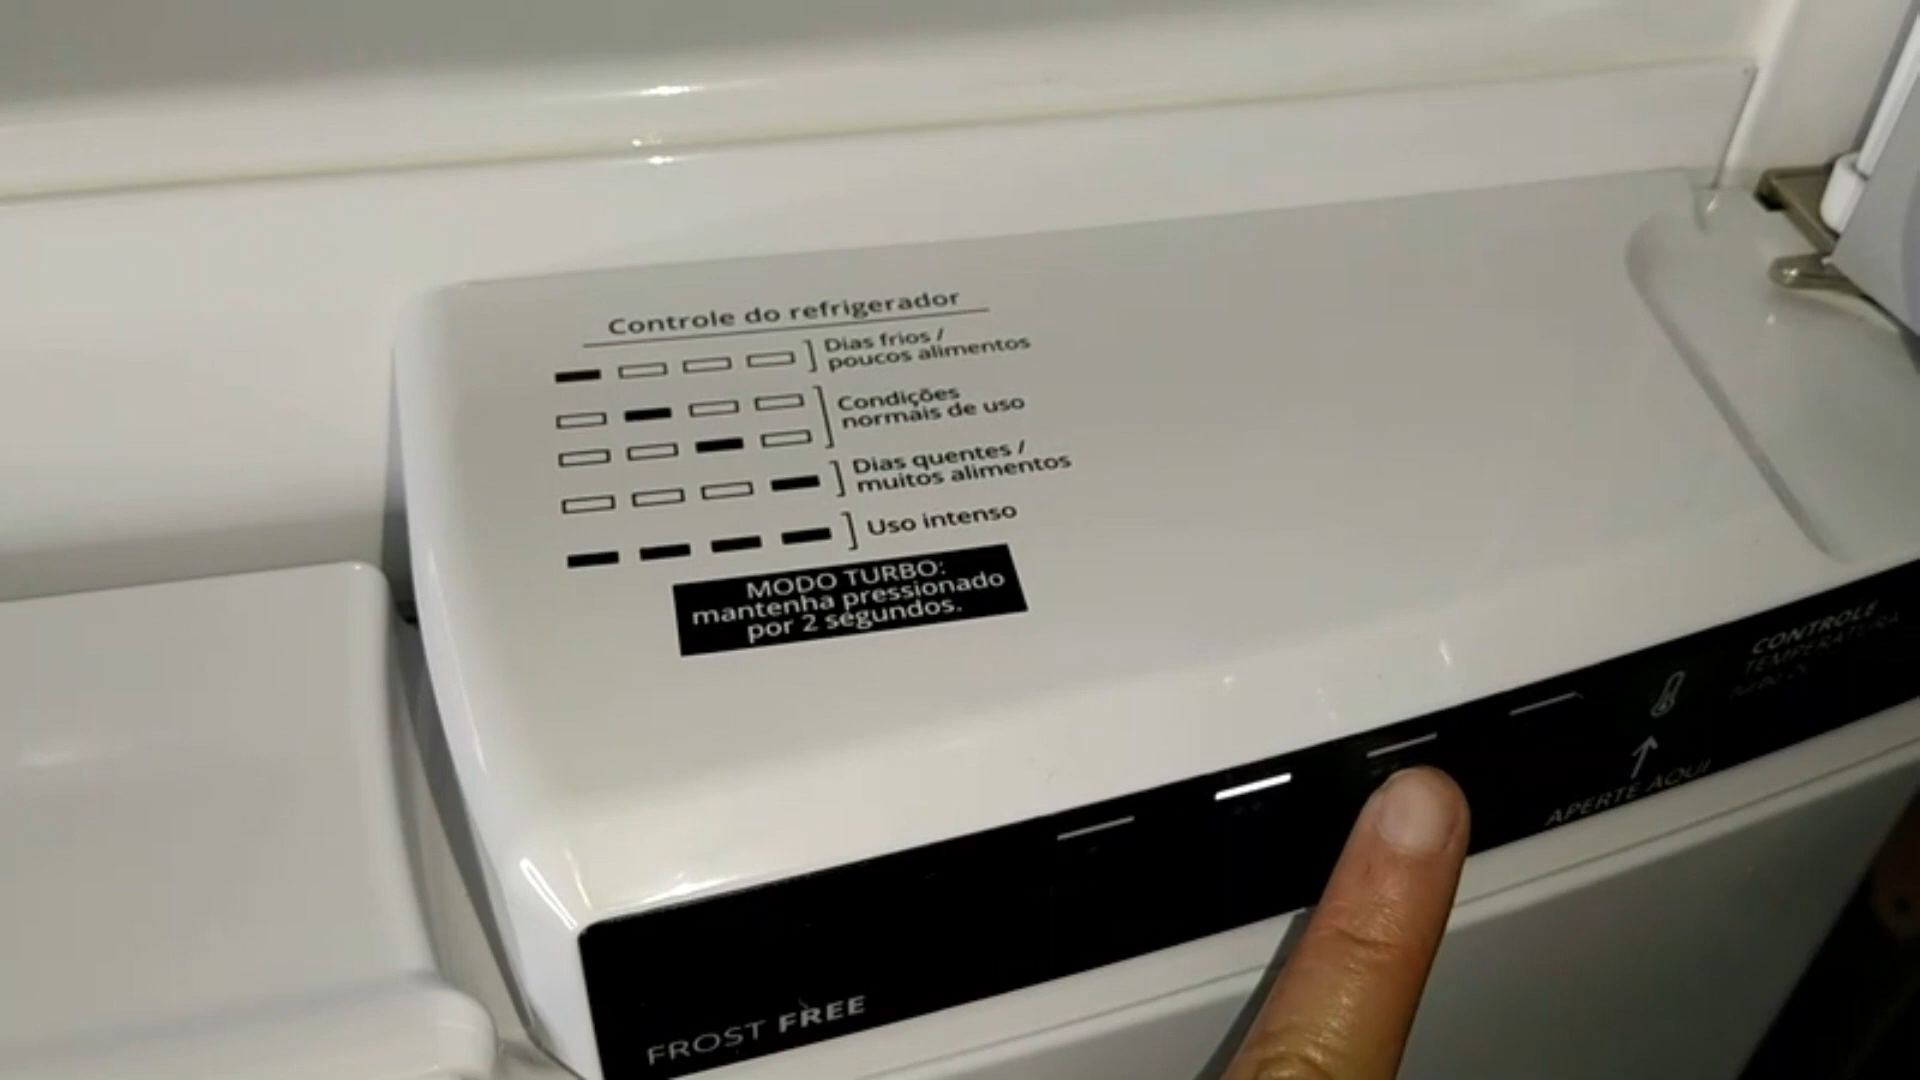 Controle do refrigerador
Dias frios /
poucos alimentos
Condições
normais de uso
Dias quentes /
muitos alimentos
Uso intenso
MODO TURBO:
mantenha pressionado
por 2 segundos.
CONTROLE
TEMPERATURA
APERTE AQUI
FROST FREE